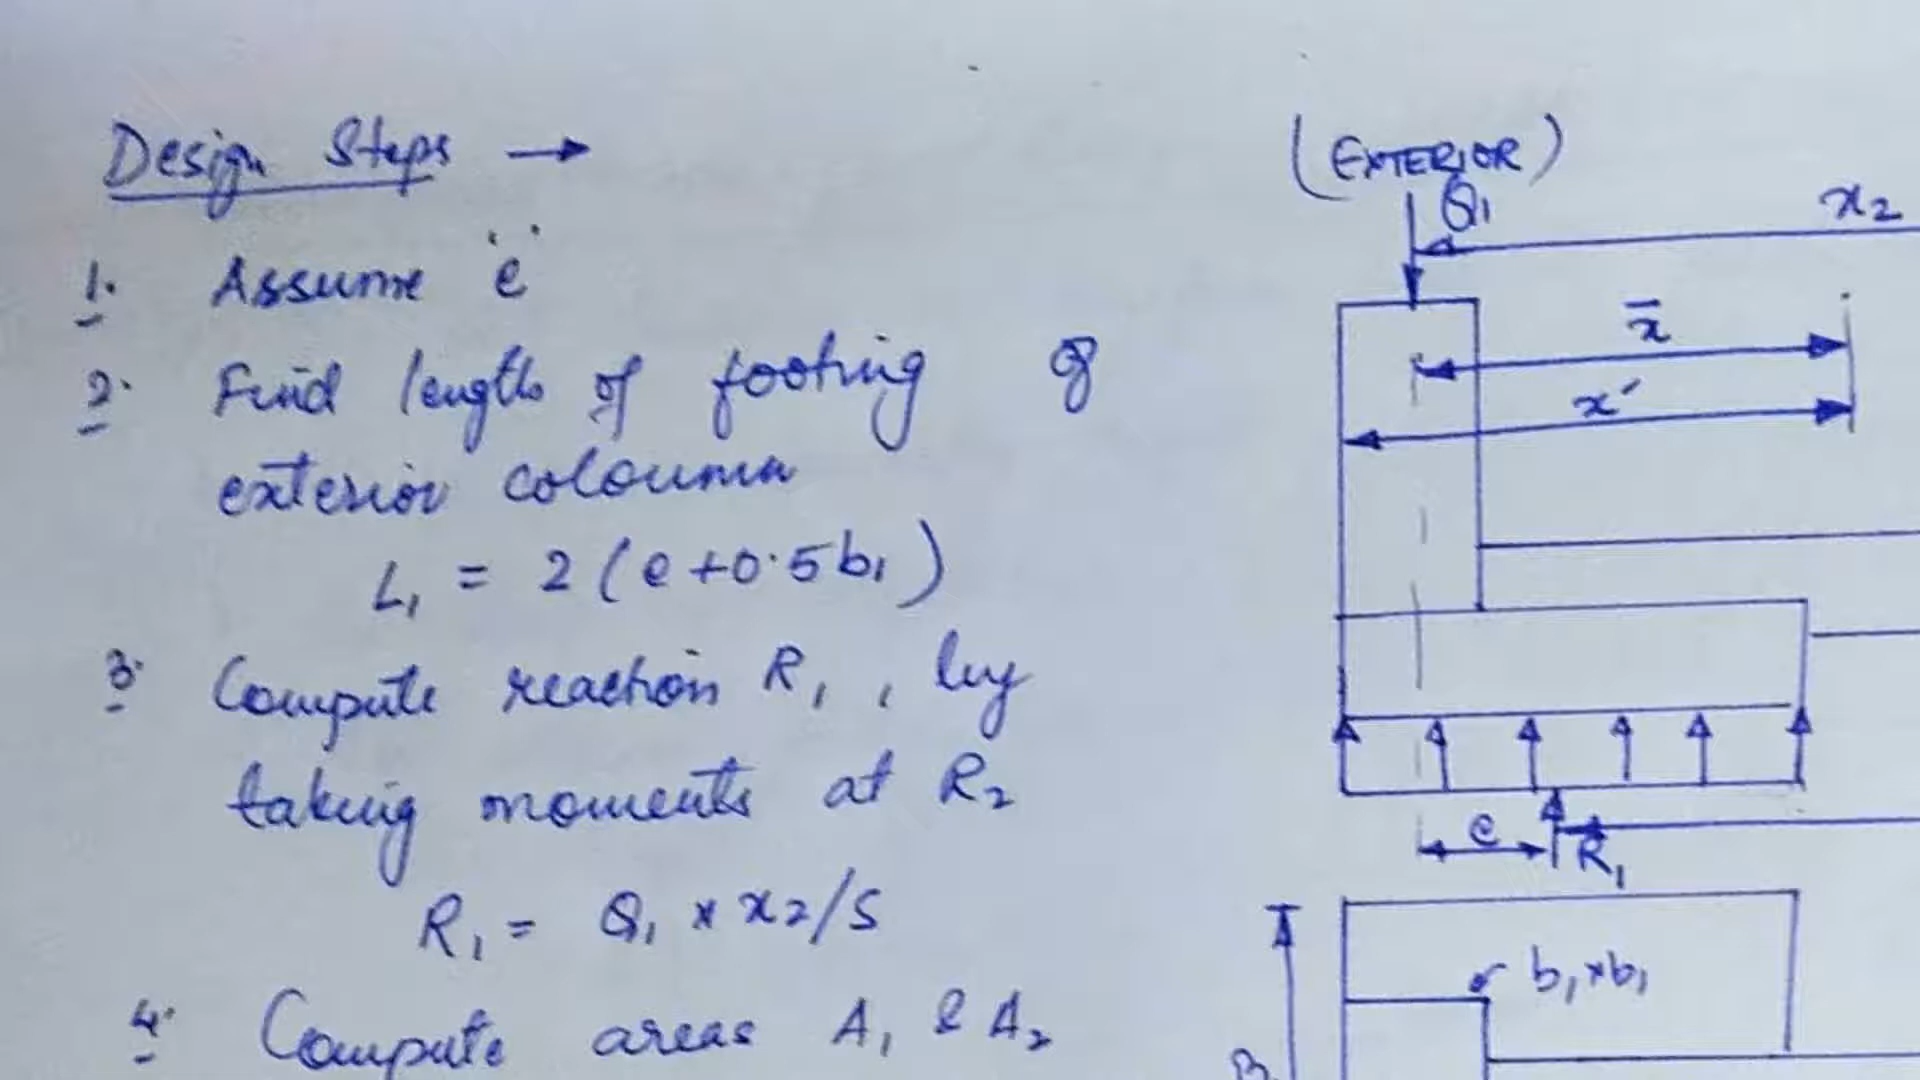 Design Steps →
1. Assume 'e'
2. Find length of footing of
exterior coloumn
L₁ = 2(e+0.5b₁)
3. Compute reaction R₁, by
taking moments at R₂
R₁ = Q₁ × x₂/S
4. Compute areas A₁ & A₂
(EXTERIOR)
Q₁
x₂
x̄
x′
e
R₁
b₁×b₁